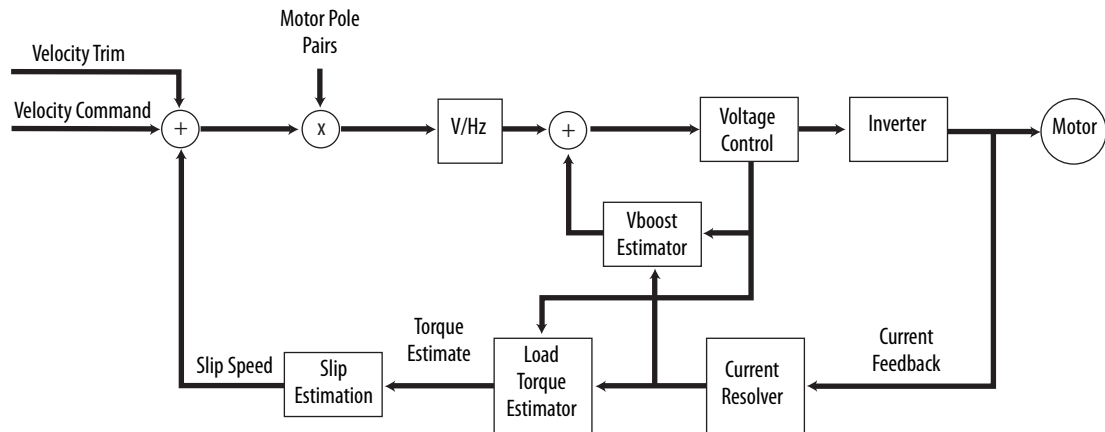 Motor Pole
Pairs
Velocity Trim
Velocity Command
+
x
V/Hz
+
Voltage
Control
Inverter
Motor
Vboost
Estimator
Slip Speed
Slip
Estimation
Torque
Estimate
Load
Torque
Estimator
Current
Resolver
Current
Feedback